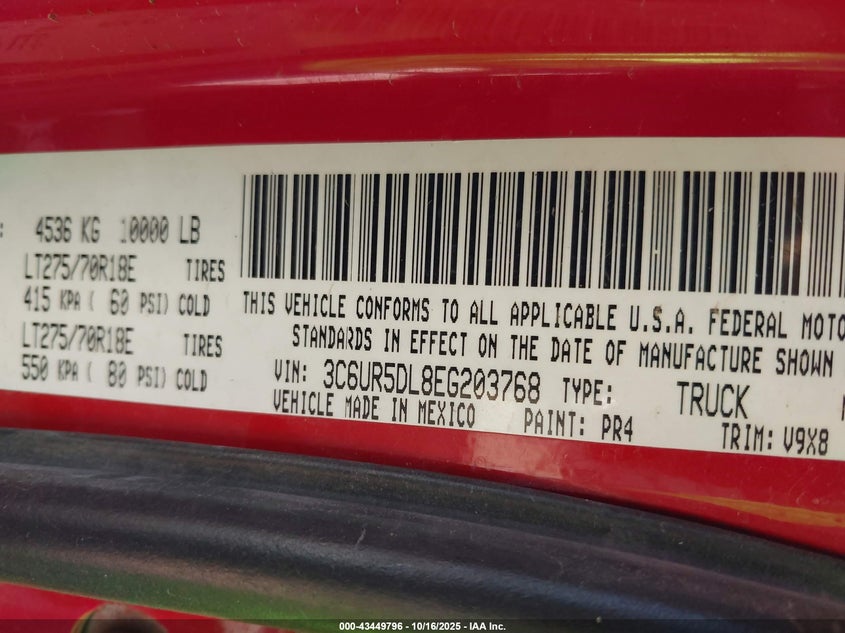 4536 KG 10000 LB
LT275/70R18E TIRES
415 KPA ( 60 PSI) COLD
LT275/70R18E TIRES
550 KPA ( 80 PSI) COLD
THIS VEHICLE CONFORMS TO ALL APPLICABLE U.S.A. FEDERAL MOTO
STANDARDS IN EFFECT ON THE DATE OF MANUFACTURE SHOWN
VIN: 3C6UR5DL8EG203768 TYPE: TRUCK
VEHICLE MADE IN MEXICO PAINT: PR4 TRIM: V9X8
000-43449796 - 10/16/2025 - IAA Inc.